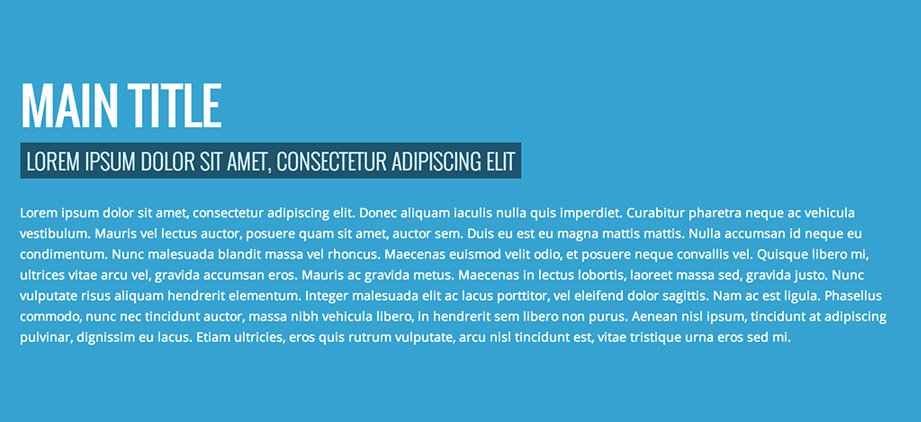 MAIN TITLE
LOREM IPSUM DOLOR SIT AMET, CONSECTETUR ADIPISCING ELIT
Lorem ipsum dolor sit amet, consectetur adipiscing elit. Donec aliquam iaculis nulla quis imperdiet. Curabitur pharetra neque ac vehicula
vestibulum. Mauris vel lectus auctor, posuere quam sit amet, auctor sem. Duis eu est eu magna mattis mattis. Nulla accumsan id neque eu
condimentum. Nunc malesuada blandit massa vel rhoncus. Maecenas euismod velit odio, et posuere neque convallis vel. Quisque libero mi,
ultrices vitae arcu vel, gravida accumsan eros. Mauris ac gravida metus. Maecenas in lectus lobortis, laoreet massa sed, gravida justo. Nunc
vulputate risus aliquam hendrerit elementum. Integer malesuada elit ac lacus porttitor, vel eleifend dolor sagittis. Nam ac est ligula. Phasellus
commodo, nunc nec tincidunt auctor, massa nibh vehicula libero, in hendrerit sem libero non purus. Aenean nisl ipsum, tincidunt at adipiscing
pulvinar, dignissim eu lacus. Etiam ultricies, eros quis rutrum vulputate, arcu nisl tincidunt est, vitae tristique urna eros sed mi.